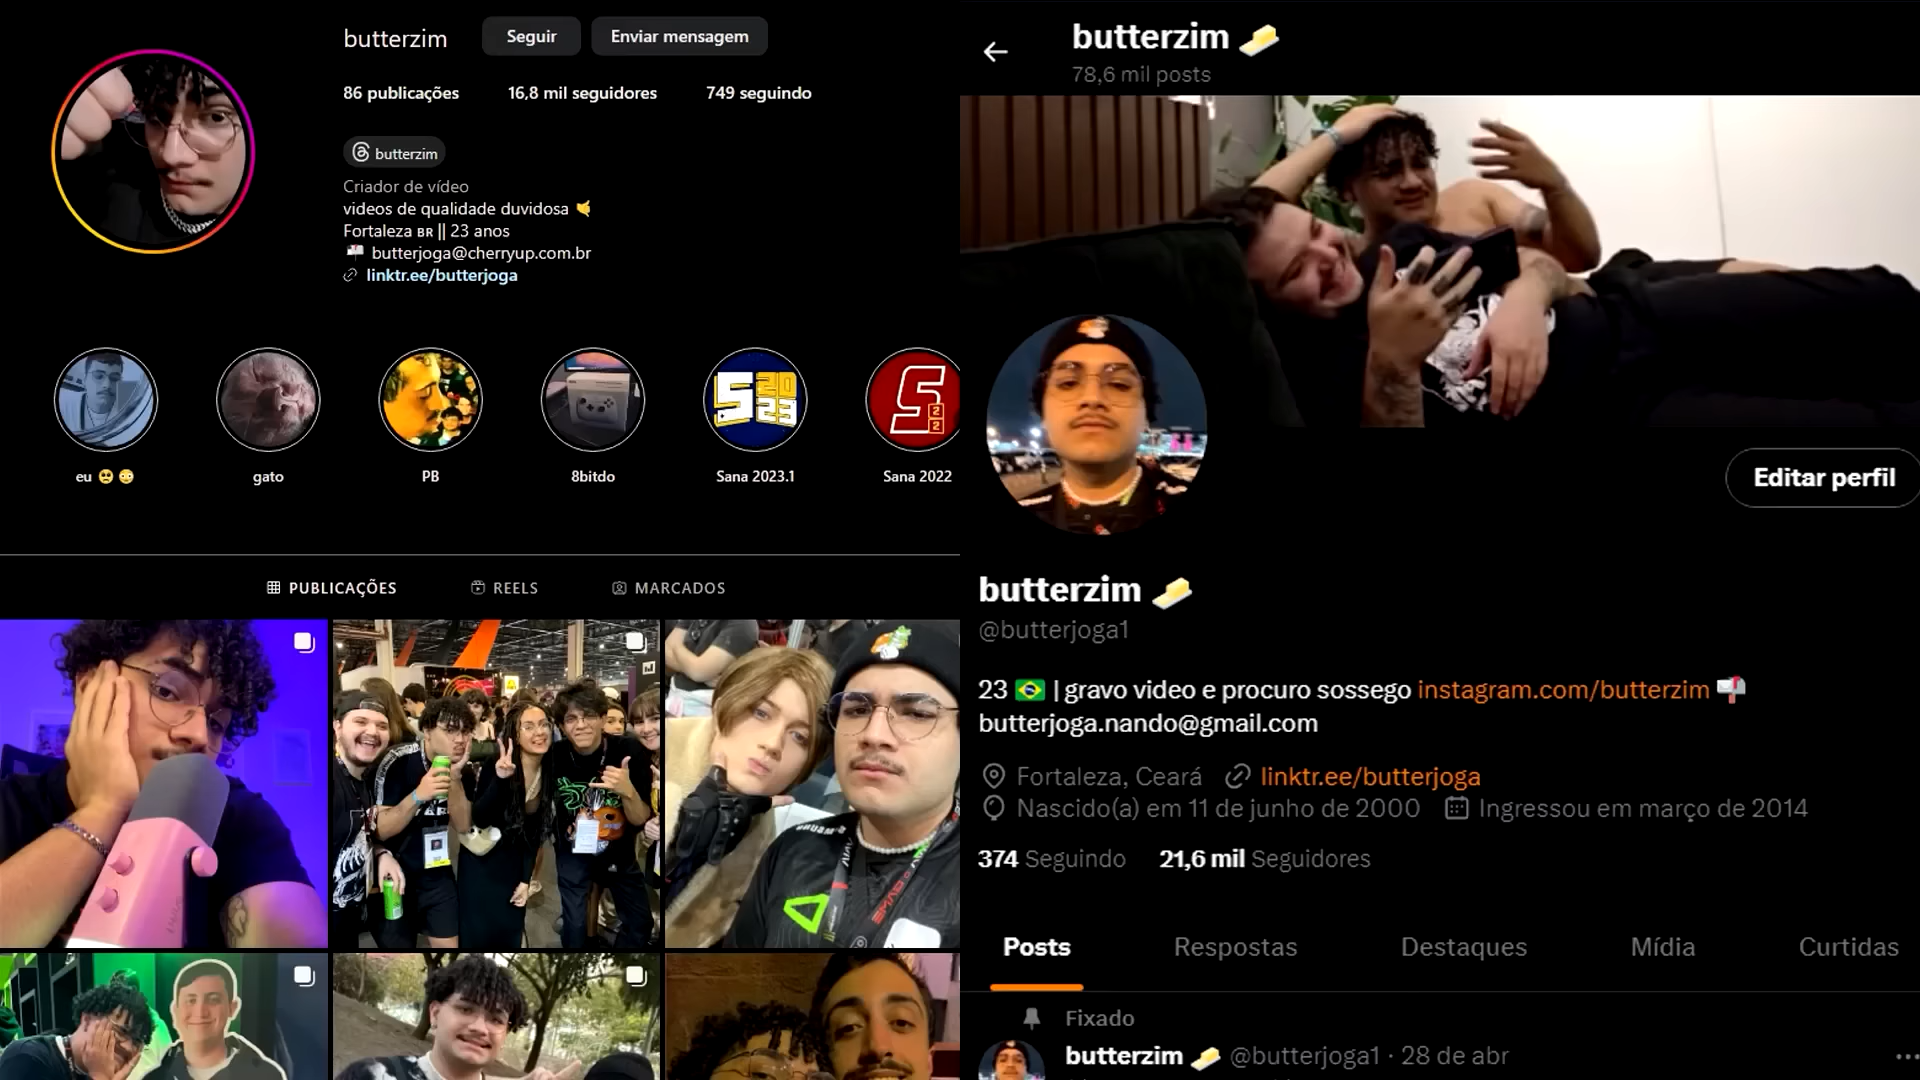 butterzim
Seguir
Enviar mensagem
86 publicações
16,8 mil seguidores
749 seguindo
butterzim
Criador de vídeo
videos de qualidade duvidosa 🤙
Fortaleza ʙʀ || 23 anos
📬 butterjoga@cherryup.com.br
linktr.ee/butterjoga
eu 🥺 😳
gato
PB
8bitdo
S 20 23
Sana 2023.1
S 22
Sana 2022
PUBLICAÇÕES
REELS
MARCADOS
butterzim 🧈
78,6 mil posts
Editar perfil
butterzim 🧈
@butterjoga1
23 🇧🇷 | gravo video e procuro sossego instagram.com/butterzim 📬
butterjoga.nando@gmail.com
Fortaleza, Ceará
linktr.ee/butterjoga
Nascido(a) em 11 de junho de 2000
Ingressou em março de 2014
374 Seguindo
21,6 mil Seguidores
Posts
Respostas
Destaques
Mídia
Curtidas
Fixado
butterzim 🧈 @butterjoga1 · 28 de abr